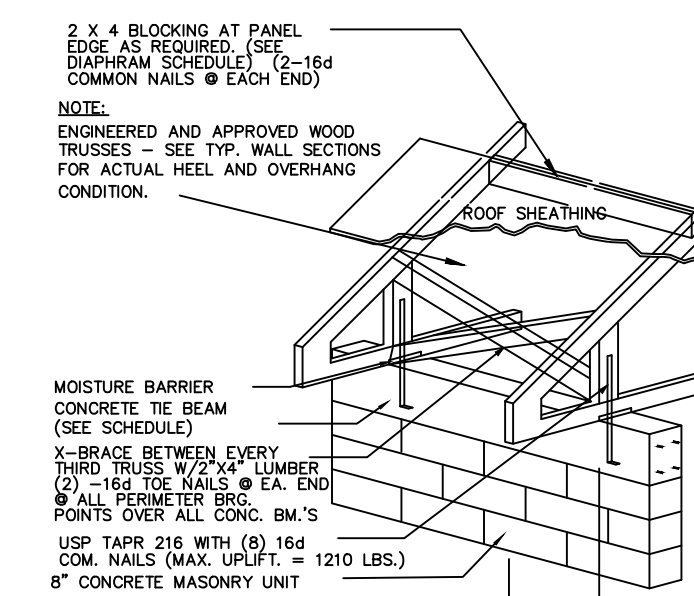 2 X 4 BLOCKING AT PANEL
EDGE AS REQUIRED. (SEE
DIAPHRAM SCHEDULE) (2-16d
COMMON NAILS @ EACH END)
NOTE:
ENGINEERED AND APPROVED WOOD
TRUSSES – SEE TYP. WALL SECTIONS
FOR ACTUAL HEEL AND OVERHANG
CONDITION.
ROOF SHEATHING
MOISTURE BARRIER
CONCRETE TIE BEAM
(SEE SCHEDULE)
X-BRACE BETWEEN EVERY
THIRD TRUSS W/2"X4" LUMBER
(2) -16d TOE NAILS @ EA. END
@ ALL PERIMETER BRG.
POINTS OVER ALL CONC. BM.'S
USP TAPR 216 WITH (8) 16d
COM. NAILS (MAX. UPLIFT. = 1210 LBS.)
8" CONCRETE MASONRY UNIT